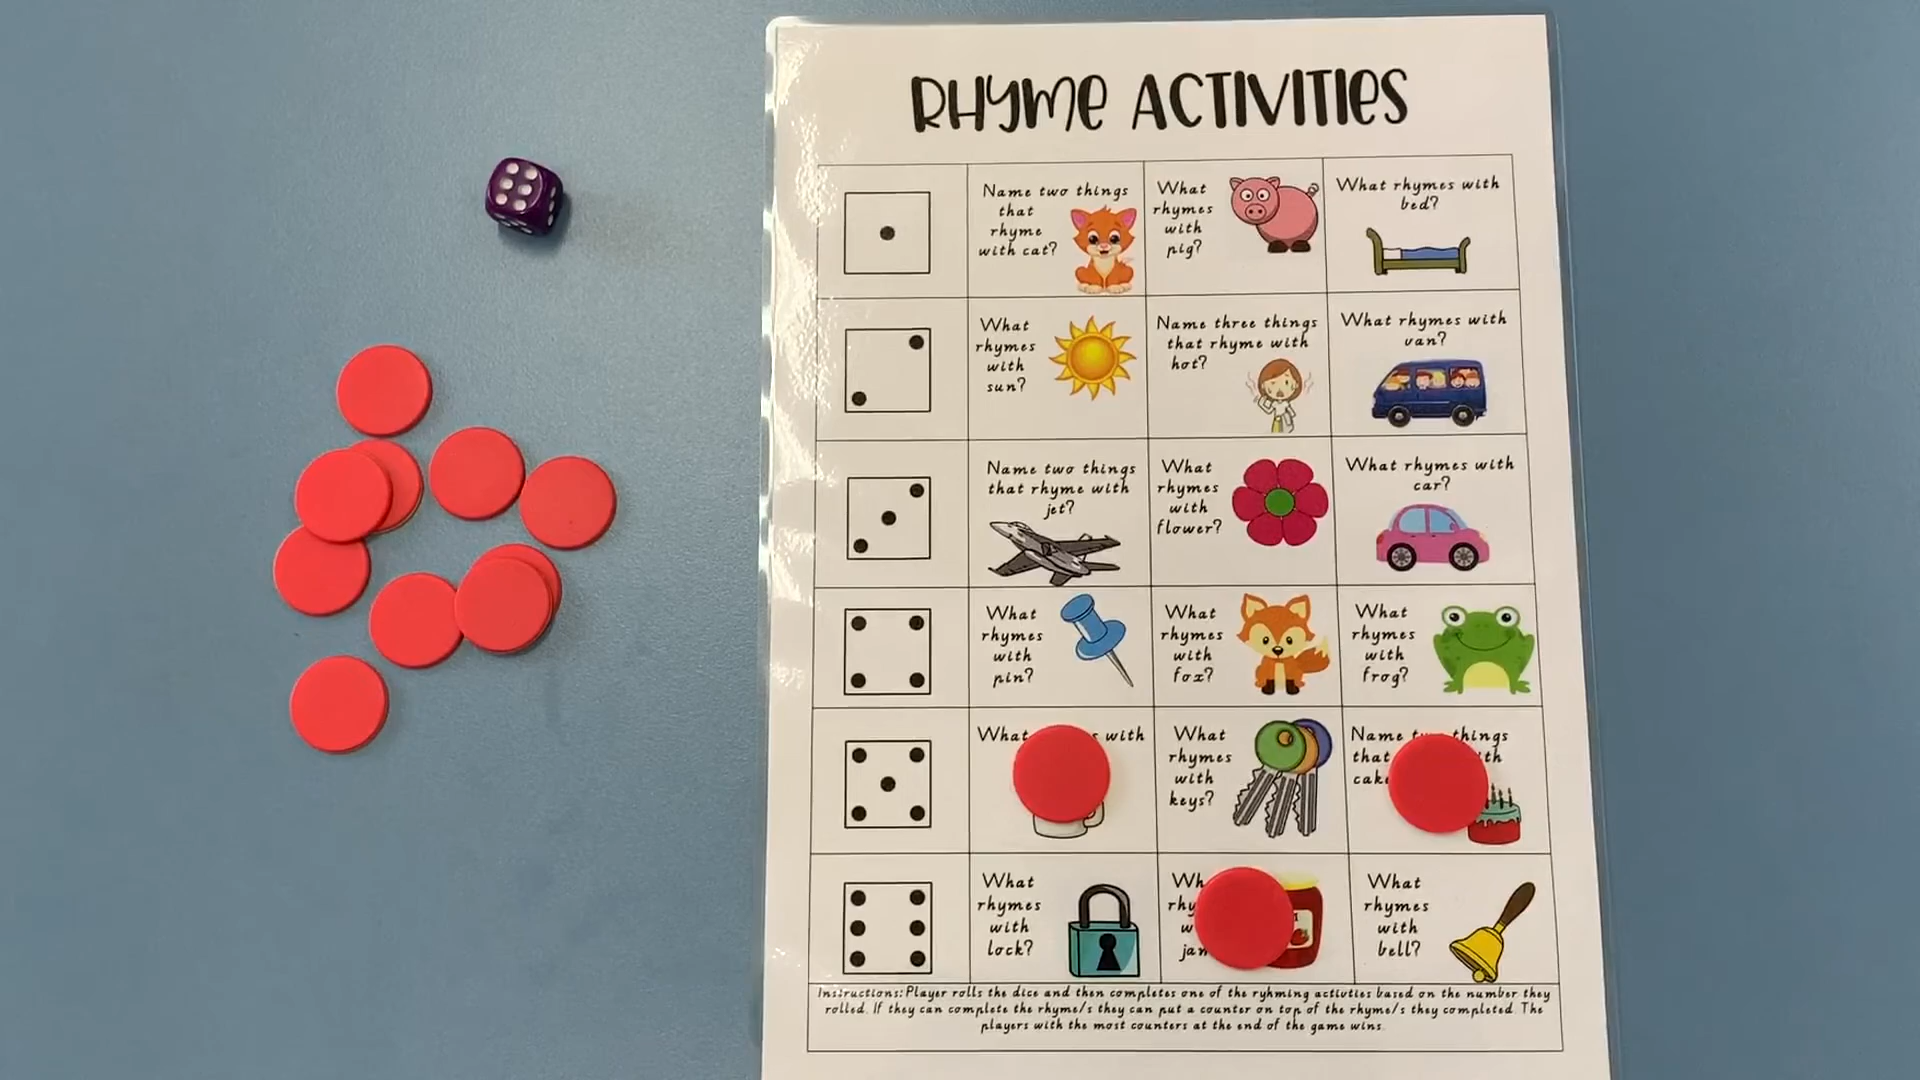 RHYME ACTIVITIES
Name two things
that
rhyme
with cat?
What
rhymes
with
pig?
What rhymes with
bed?
What
rhymes
with
sun?
Name three things
that rhyme with
hot?
What rhymes with
van?
Name two things
that rhyme with
jet?
What
rhymes
with
flower?
What rhymes with
car?
What
rhymes
with
pin?
What
rhymes
with
fox?
What
rhymes
with
frog?
What with
What
rhymes
with
keys?
Name things
that
What
rhymes
with
lock?
What
rhymes
with
bell?
Instructions: Player rolls the dice and then completes one of the ryhming activties based on the number they
rolled. If they can complete the rhyme/s they can put a counter on top of the rhyme/s they completed. The
players with the most counters at the end of the game wins.